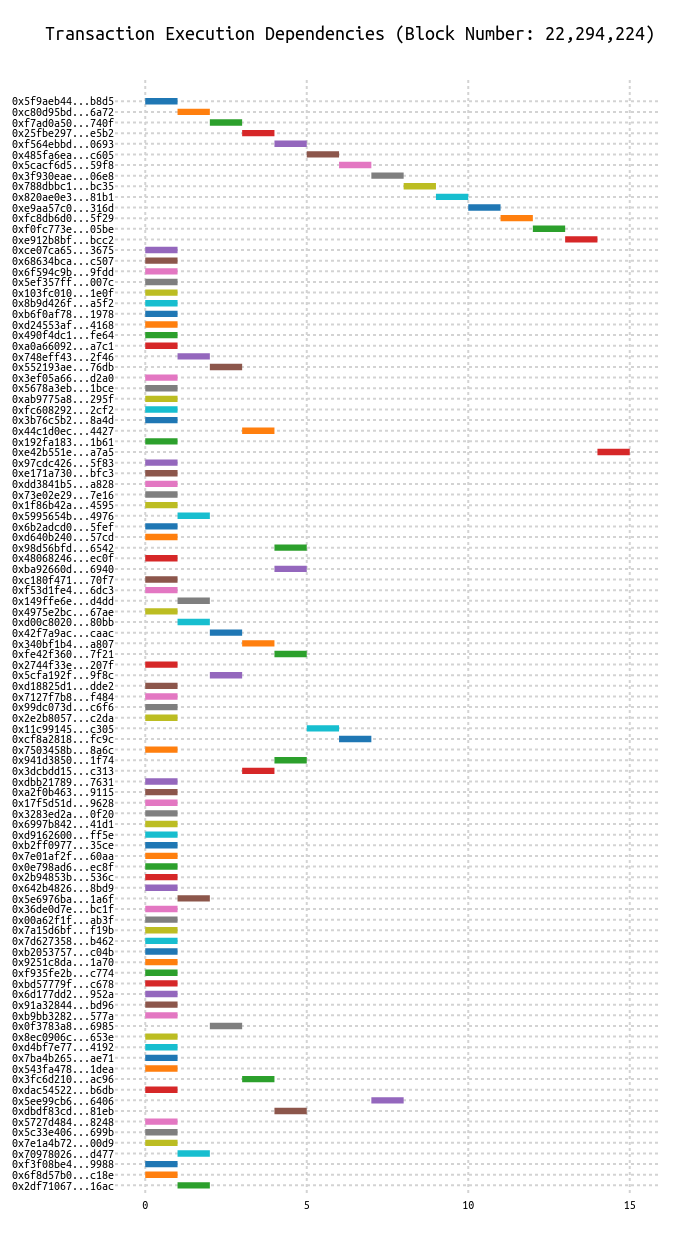 Transaction Execution Dependencies (Block Number: 22,294,224)
0x5f9aeb44...b8d5
0xc80d95bd...6a72
0xf7ad0a50...740f
0x25fbe297...e5b2
0xf564ebbd...0693
0x485fa6ea...c605
0x5cacf6d5...59f8
0x3f930eae...06e8
0x788dbbc1...bc35
0x820ae0e3...81b1
0xe9aa57c0...316d
0xfc8db6d0...5f29
0xf0fc773e...05be
0xe912b8bf...bcc2
0xce07ca65...3675
0x68634bca...c507
0x6f594c9b...9fdd
0x5ef357ff...007c
0x103fc010...1e0f
0x8b9d426f...a5f2
0xb6f0af78...1978
0xd24553af...4168
0x490f4dc1...fe64
0xa0a66092...a7c1
0x748eff43...2f46
0x552193ae...76db
0x3ef05a66...d2a0
0x5678a3eb...1bce
0xab9775a8...295f
0xfc608292...2cf2
0x3b76c5b2...8a4d
0x44c1d0ec...4427
0x192fa183...1b61
0xe42b551e...a7a5
0x97cdc426...5f83
0xe171a730...bfc3
0xdd3841b5...a828
0x73e02e29...7e16
0x1f86b42a...4595
0x5995654b...4976
0x6b2adcd0...5fef
0xd640b240...57cd
0x98d56bfd...6542
0x48068246...ec0f
0xba92660d...6940
0xc180f471...70f7
0xf53d1fe4...6dc3
0x149ffe6e...d4dd
0x4975e2bc...67ae
0xd00c8020...80bb
0x42f7a9ac...caac
0x340bf1b4...a807
0xfe42f360...7f21
0x2744f33e...207f
0x5cfa192f...9f8c
0xd18825d1...dde2
0x7127f7b8...f484
0x99dc073d...c6f6
0x2e2b8057...c2da
0x11c99145...c305
0xcf8a2818...fc9c
0x7503458b...8a6c
0x941d3850...1f74
0x3dcbdd15...c313
0xdbb21789...7631
0xa2f0b463...9115
0x17f5d51d...9628
0x3283ed2a...0f20
0x6997b842...41d1
0xd9162600...ff5e
0xb2ff0977...35ce
0x7e01af2f...60aa
0x0e798ad6...ec8f
0x2b94853b...536c
0x642b4826...8bd9
0x5e6976ba...1a6f
0x36de0d7e...bc1f
0x00a62f1f...ab3f
0x7a15d6bf...f19b
0x7d627358...b462
0xb2053757...c04b
0x9251c8da...1a70
0xf935fe2b...c774
0xbd57779f...c678
0x6d177dd2...952a
0x91a32844...bd96
0xb9bb3282...577a
0x0f3783a8...6985
0x8ec0906c...653e
0xd4bf7e77...4192
0x7ba4b265...ae71
0x543fa478...1dea
0x3fc6d210...ac96
0xdac54522...b6db
0x5ee99cb6...6406
0xdbdf83cd...81eb
0x5727d484...8248
0x5c33e406...699b
0x7e1a4b72...00d9
0x70978026...d477
0xf3f08be4...9988
0x6f8d57b0...c18e
0x2df71067...16ac
0 5 10 15